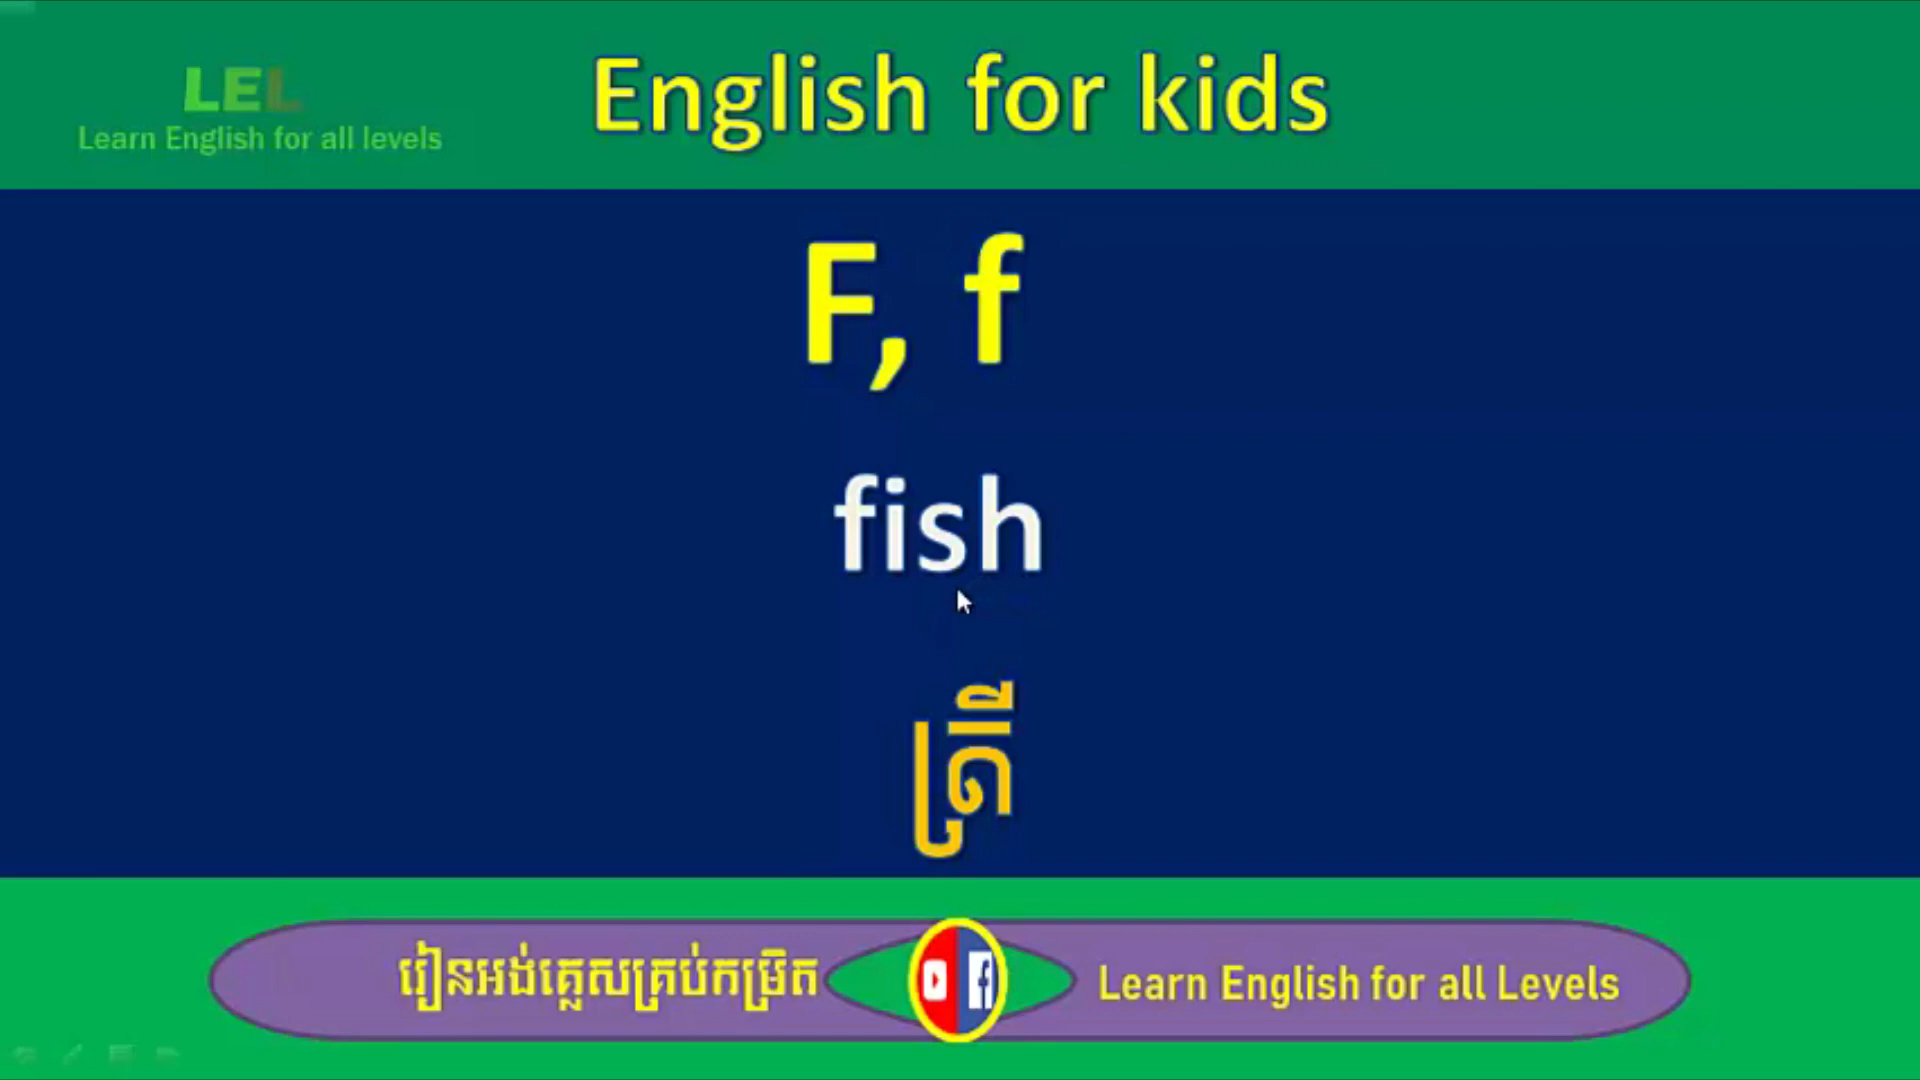 LEL
Learn English for all levels
English for kids
F, f
fish
ត្រី
រៀនអង់គ្លេសគ្រប់កម្រិត
Learn English for all Levels